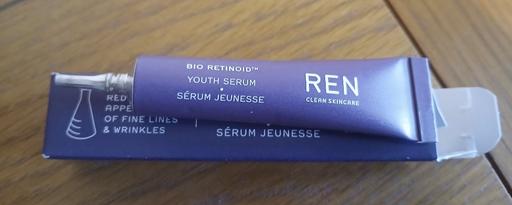 BIO RETINOID™
YOUTH SERUM
• SÉRUM JEUNESSE
REN
CLEAN SKINCARE
RED
APPE
OF FINE LINES
& WRINKLES
• SÉRUM JEUNESSE